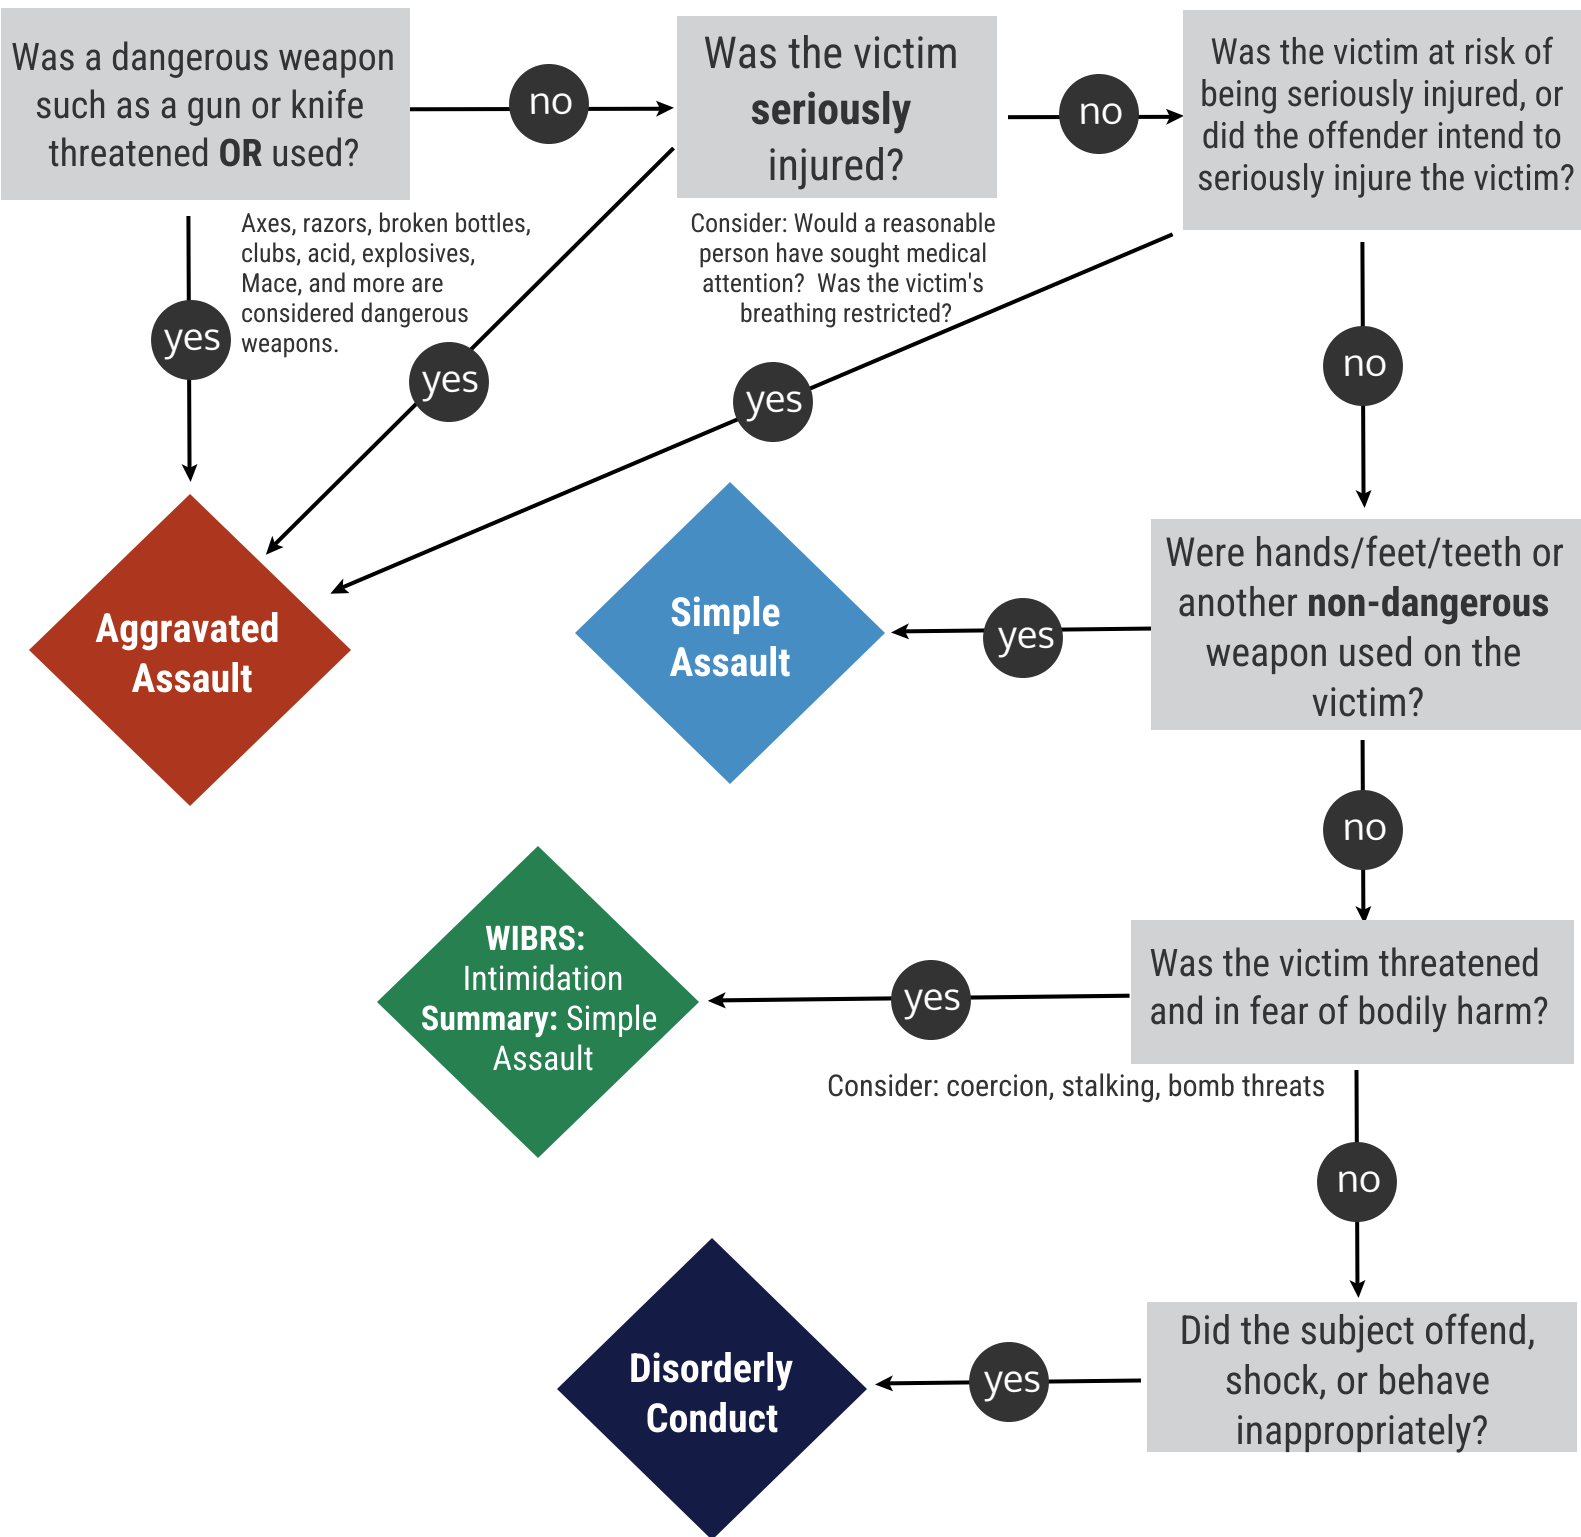 Was a dangerous weapon
such as a gun or knife
threatened OR used?
no
Was the victim
seriously
injured?
no
Was the victim at risk of
being seriously injured, or
did the offender intend to
seriously injure the victim?
Axes, razors, broken bottles,
clubs, acid, explosives,
Mace, and more are
considered dangerous
weapons.
Consider: Would a reasonable
person have sought medical
attention?  Was the victim's
breathing restricted?
yes
yes
yes
no
Aggravated
Assault
Simple
Assault
yes
Were hands/feet/teeth or
another non-dangerous
weapon used on the
victim?
no
WIBRS:
Intimidation
Summary: Simple
Assault
yes
Was the victim threatened
and in fear of bodily harm?
Consider: coercion, stalking, bomb threats
no
Disorderly
Conduct
yes
Did the subject offend,
shock, or behave
inappropriately?